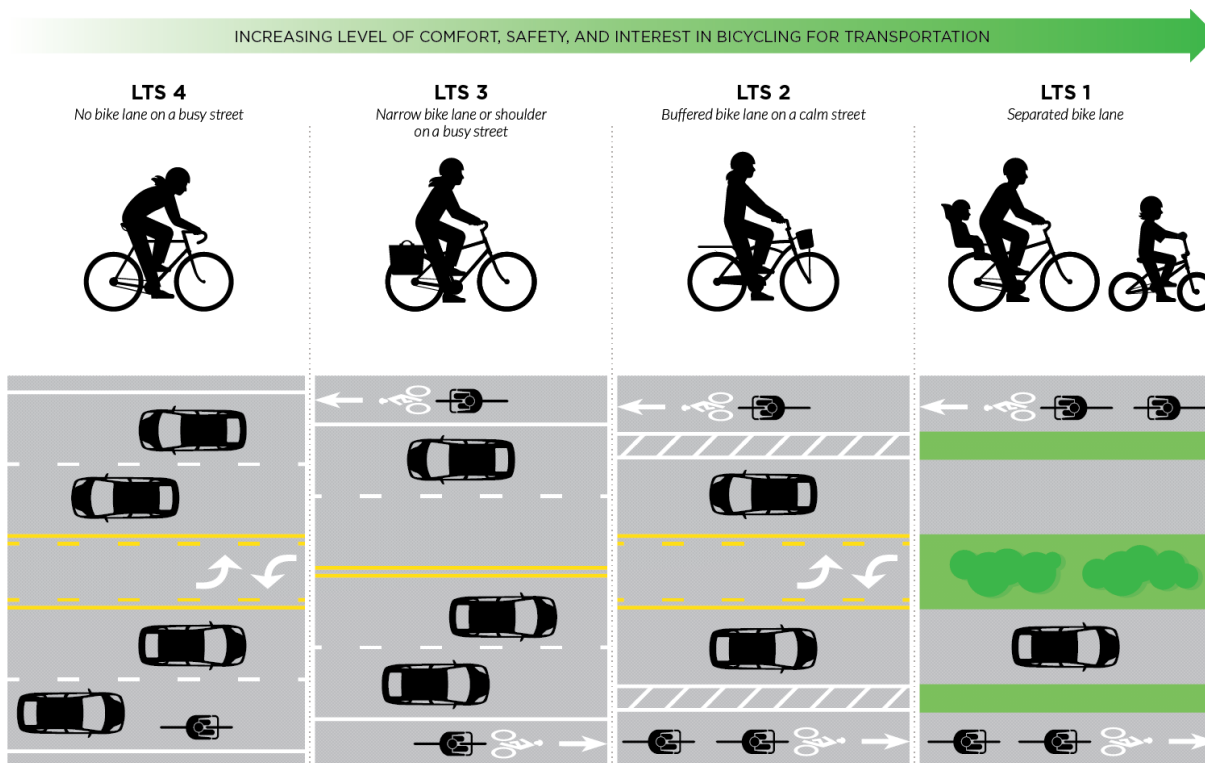 INCREASING LEVEL OF COMFORT, SAFETY, AND INTEREST IN BICYCLING FOR TRANSPORTATION
LTS 4
No bike lane on a busy street
LTS 3
Narrow bike lane or shoulder
on a busy street
LTS 2
Buffered bike lane on a calm street
LTS 1
Separated bike lane